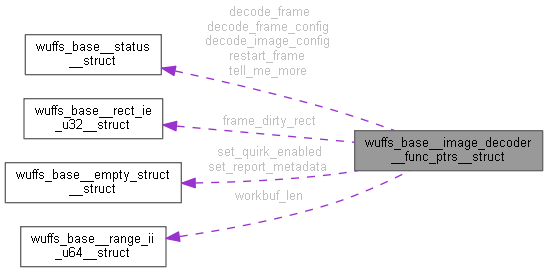 decode_frame
decode_frame_config
decode_image_config
restart_frame
tell_me_more
wuffs_base__status
__struct
wuffs_base__rect_ie
_u32__struct
frame_dirty_rect
wuffs_base__image_decoder
__func_ptrs__struct
set_quirk_enabled
set_report_metadata
wuffs_base__empty_struct
__struct
workbuf_len
wuffs_base__range_ii
_u64__struct